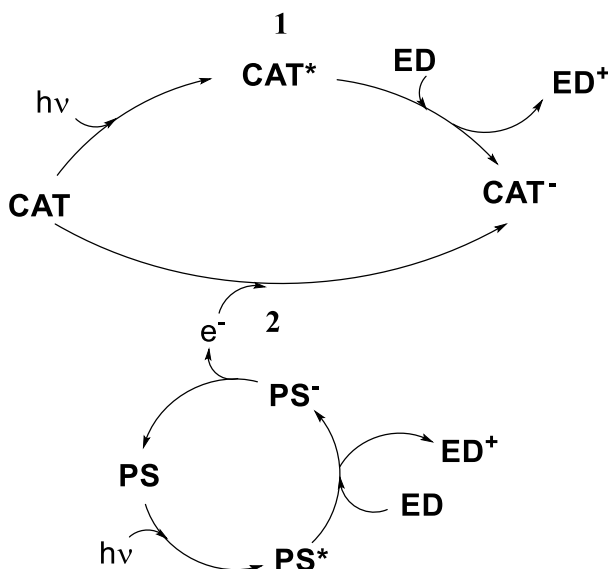 1
CAT*
ED
ED⁺
hν
CAT
CAT⁻
e⁻
2
PS⁻
PS
ED⁺
ED
hν
PS*